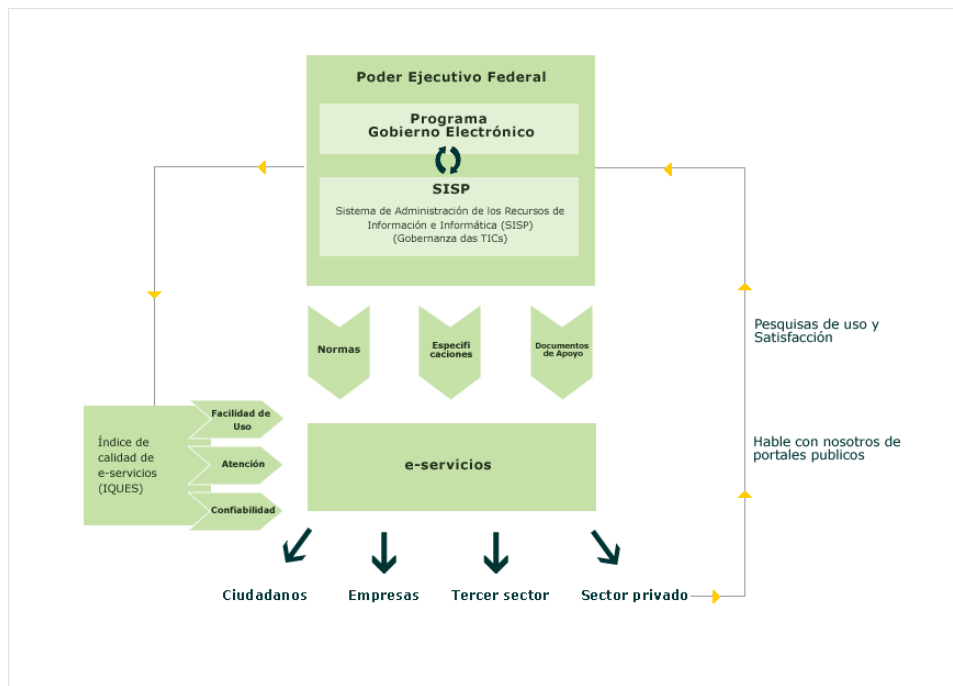 Poder Ejecutivo Federal
Programa
Gobierno Electrónico
SISP
Sistema de Administración de los Recursos de
Información e Informática (SISP)
(Gobernanza das TICs)
Normas
Especifi
caciones
Documentos
de Apoyo
Pesquisas de uso y
Satisfacción
Hable con nosotros de
portales publicos
Índice de
calidad de
e-servicios
(IQUES)
Facilidad de
Uso
Atención
Confiabilidad
e-servicios
Ciudadanos
Empresas
Tercer sector
Sector privado